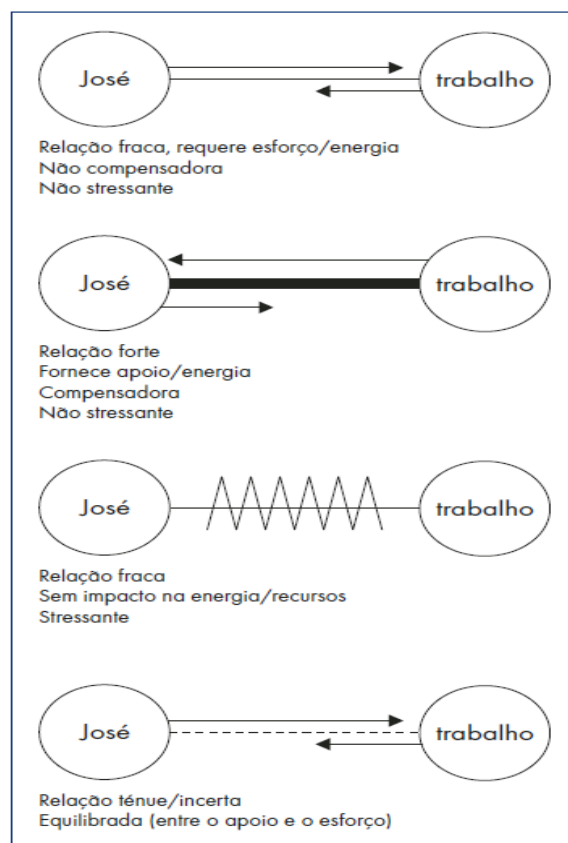 José trabalho
Relação fraca, requere esforço/energia
Não compensadora
Não stressante
José trabalho
Relação forte
Fornece apoio/energia
Compensadora
Não stressante
José trabalho
Relação fraca
Sem impacto na energia/recursos
Stressante
José trabalho
Relação ténue/incerta
Equilibrada (entre o apoio e o esforço)